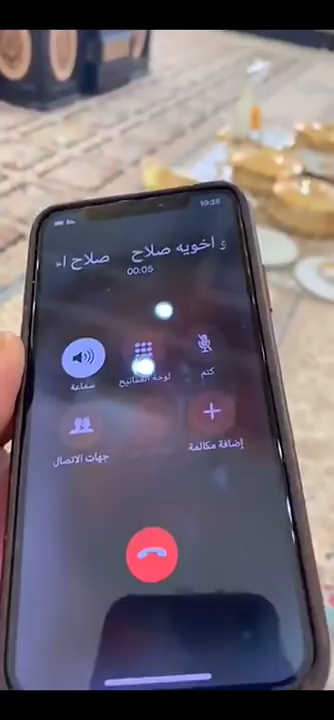 10:25
و اخويه صلاح صلاح ا
00:05
كتم
لوحة المفاتيح
سماعة
إضافة مكالمة
جهات الاتصال